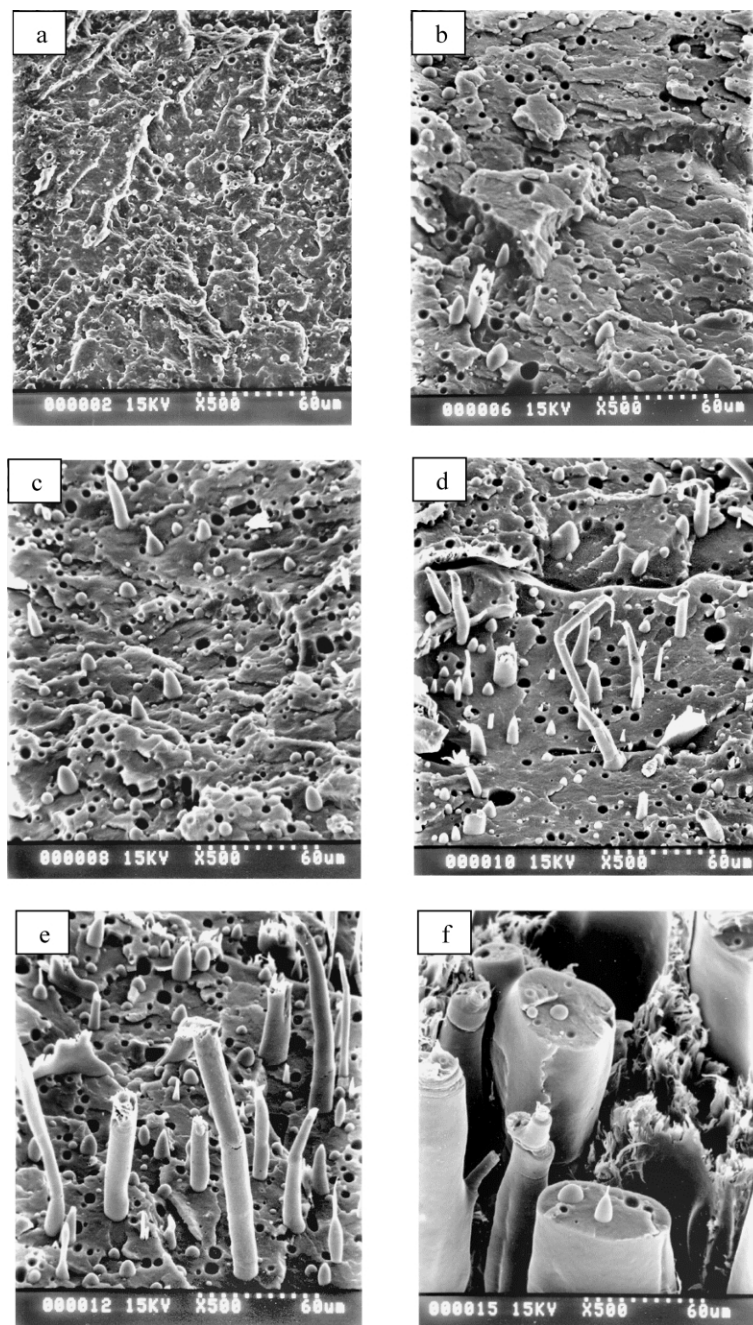 a
b
000002 15KV X500 60um
000006 15KV X500 60um
c
d
000008 15KV X500 60um
000010 15KV X500 60um
e
f
000012 15KV X500 60um
000015 15KV X500 60um